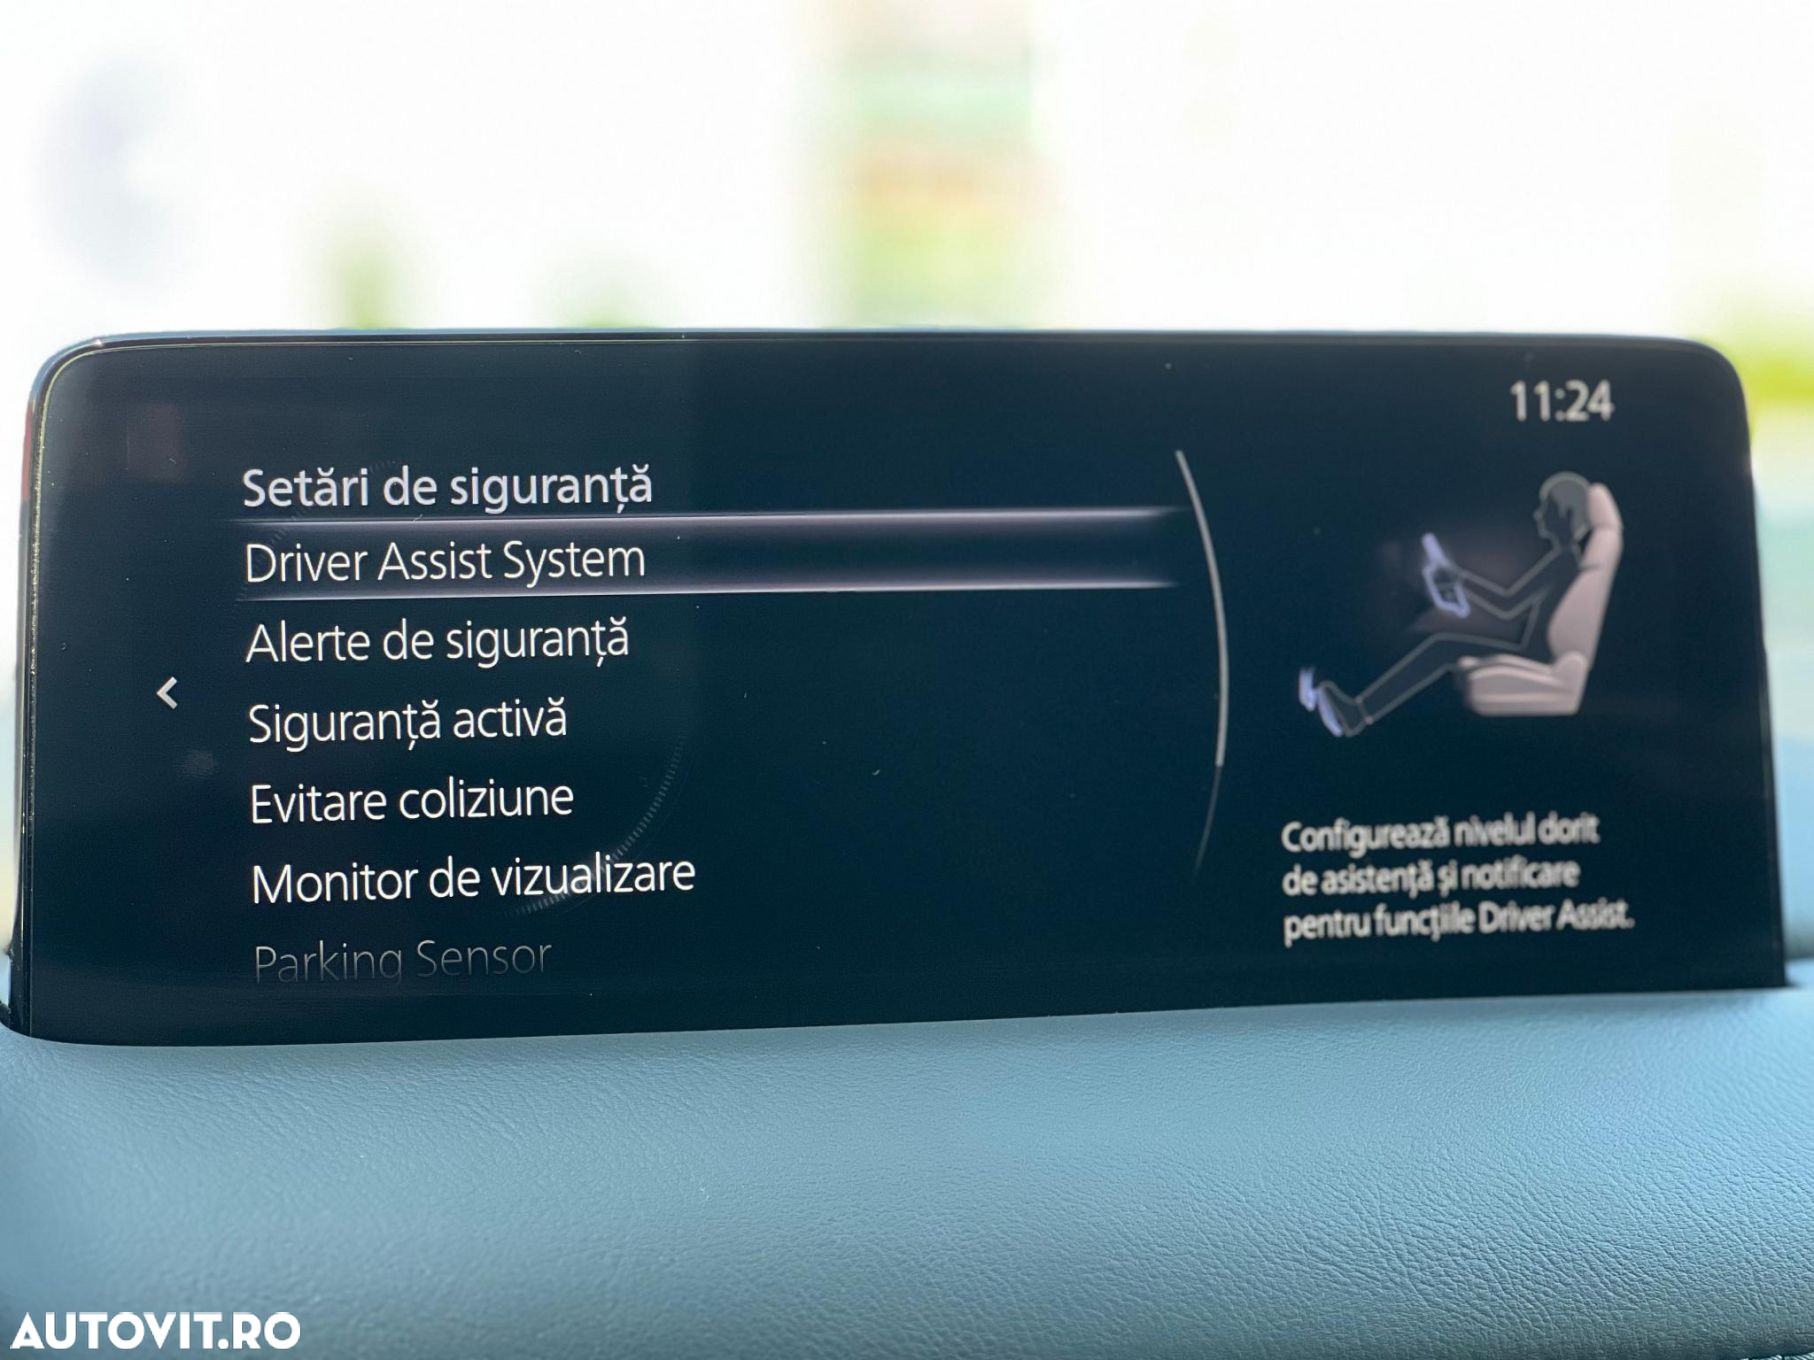 11:24
Setări de siguranță
Driver Assist System
Alerte de siguranță
Siguranță activă
Evitare coliziune
Monitor de vizualizare
Parking Sensor
Configurează nivelul dorit
de asistență și notificare
pentru funcțiile Driver Assist.
AUTOVIT.RO